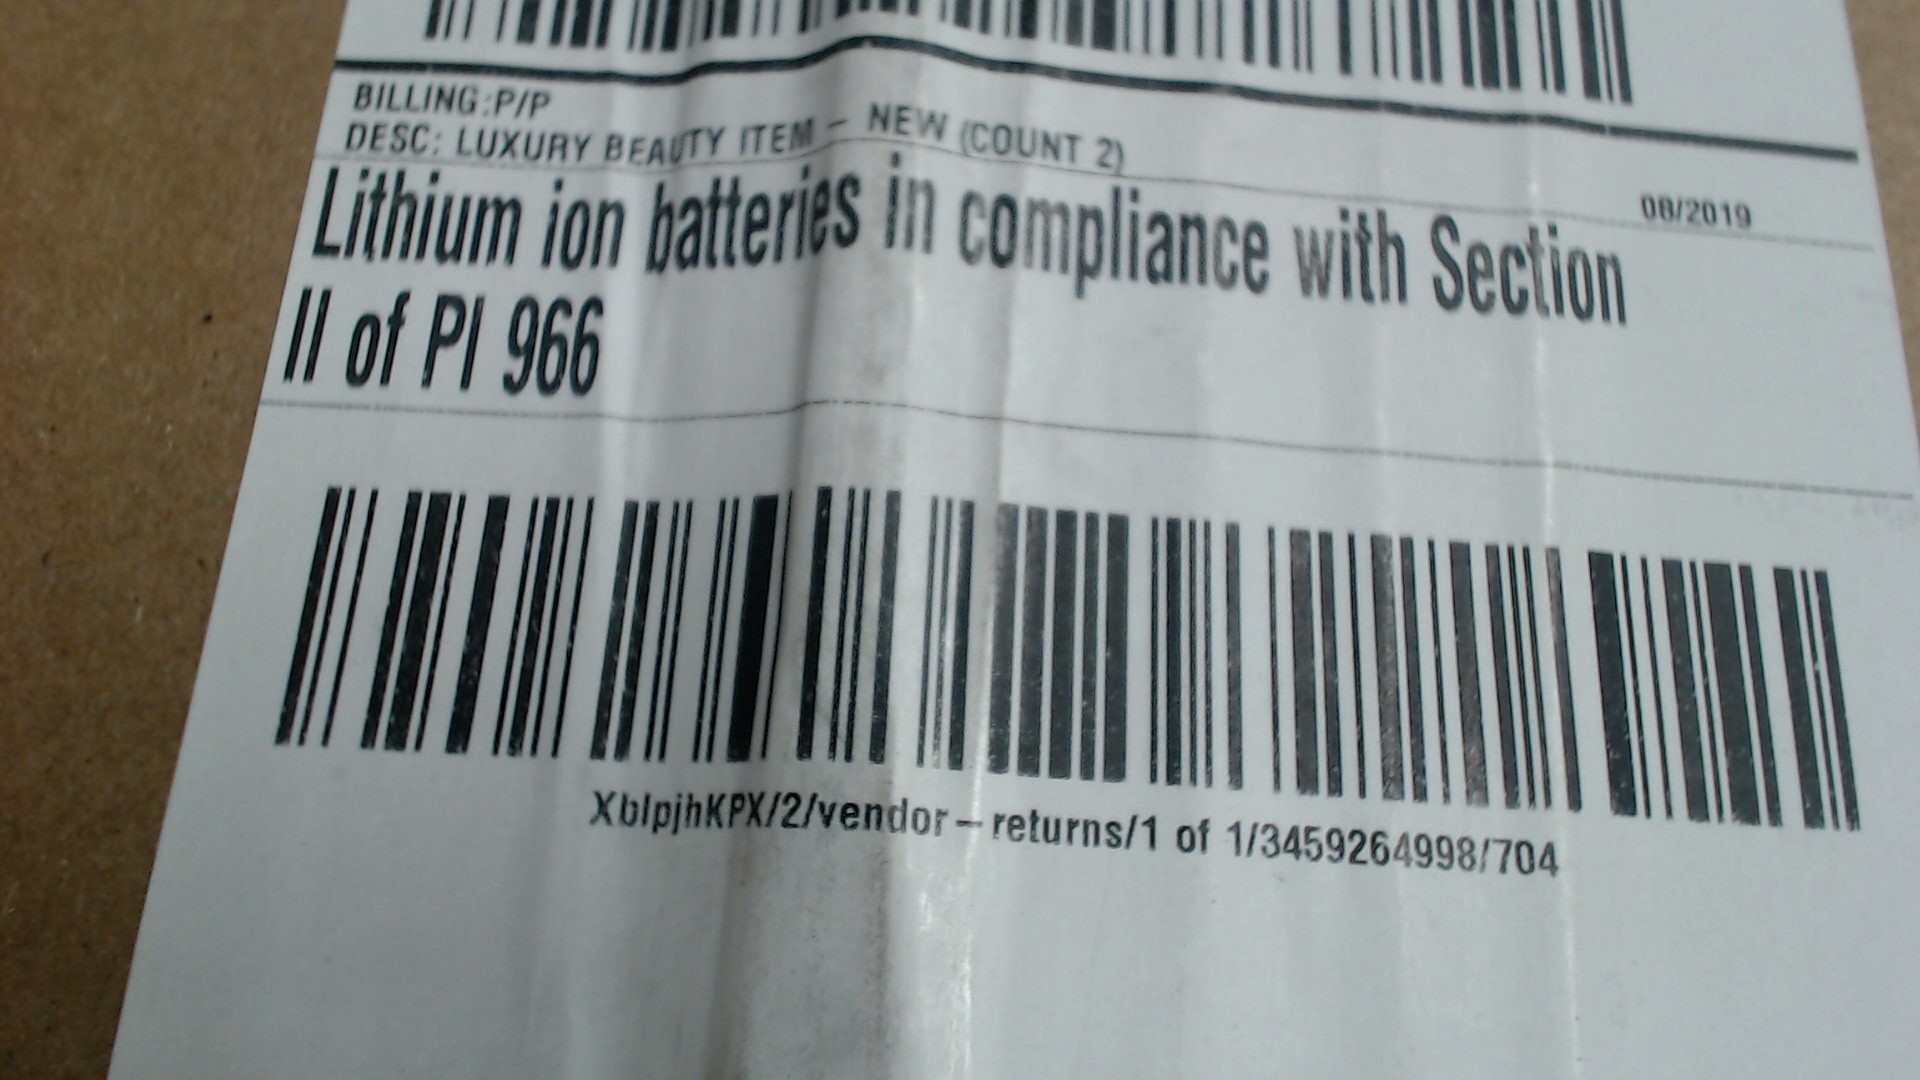 BILLING:P/P
DESC: LUXURY BEAUTY ITEM - NEW (COUNT 2)
08/2019
Lithium ion batteries in compliance with Section
II of PI 966
XblpjhKPX/2/vendor-returns/1 of 1/3459264998/704